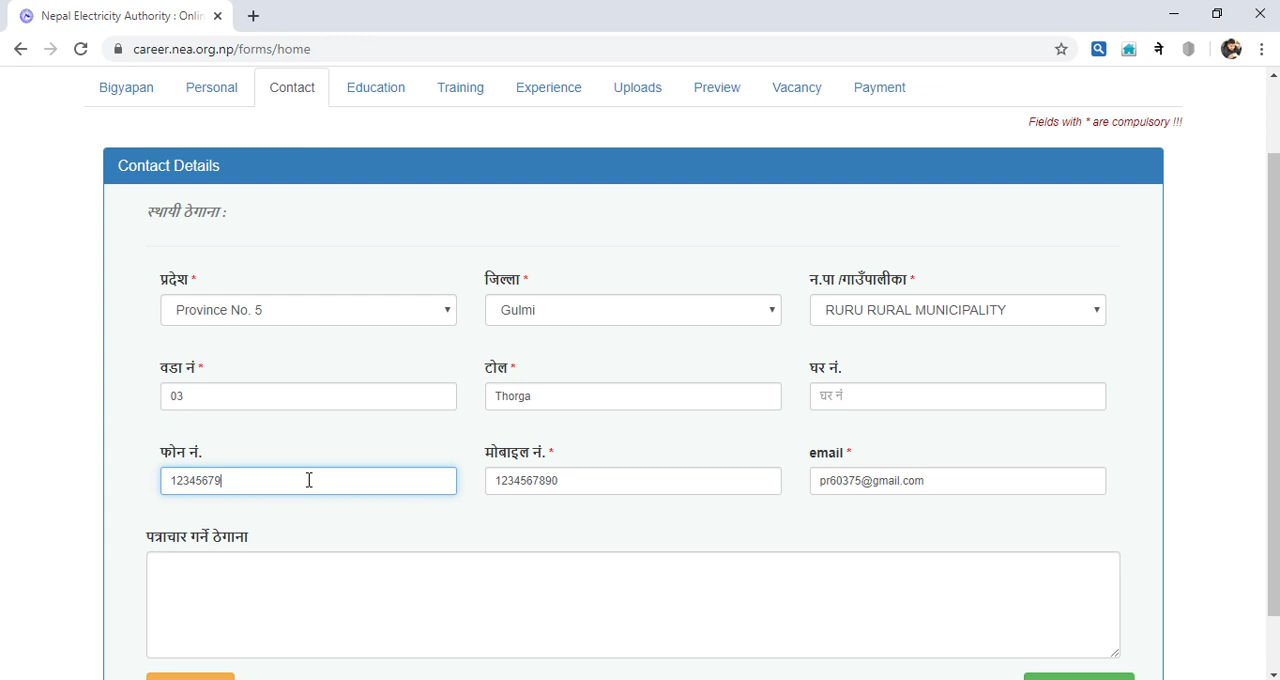 Nepal Electricity Authority : Onlin
career.nea.org.np/forms/home
ने
Bigyapan Personal Contact Education Training Experience Uploads Preview Vacancy Payment
Fields with * are compulsory !!!
Contact Details
स्थायी ठेगाना :
प्रदेश * जिल्ला * न.पा /गाउँपालीका *
Province No. 5 Gulmi RURU RURAL MUNICIPALITY
वडा नं * टोल * घर नं.
03 Thorga घर नं
फोन नं. मोबाइल नं. * email *
12345679 1234567890 pr60375@gmail.com
पत्राचार गर्ने ठेगाना